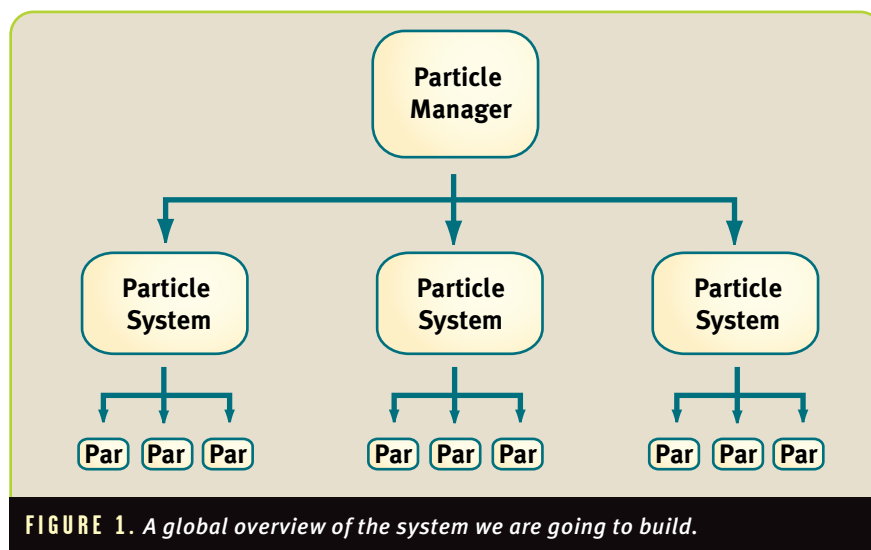 Particle
Manager
Particle
System
Particle
System
Particle
System
Par Par Par
Par Par Par
Par Par Par
FIGURE 1. A global overview of the system we are going to build.